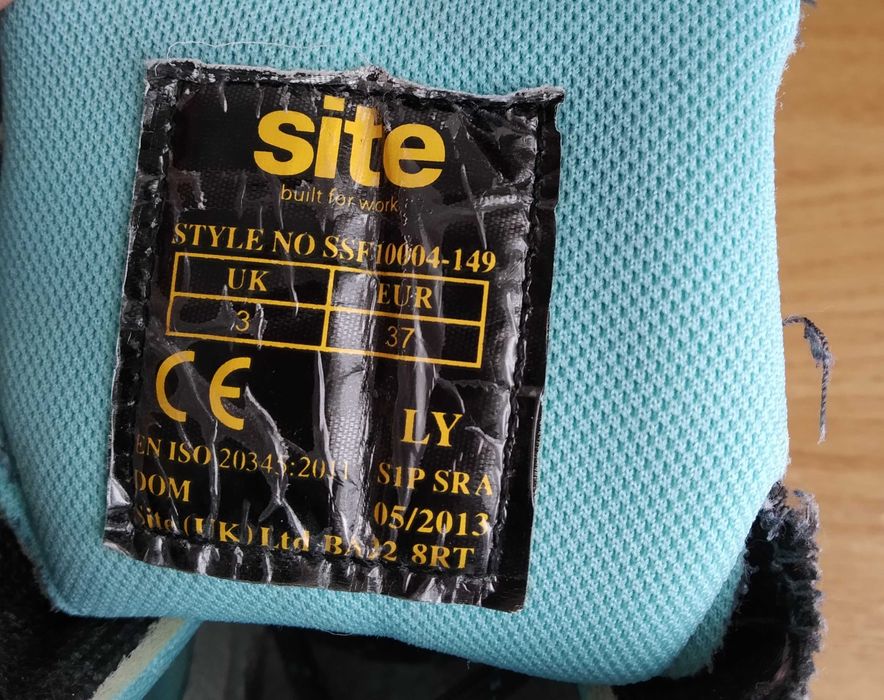 site
built for work
STYLE NO SSF10004-149
UK EUR
3 37
CE
LY
EN ISO 20345:2011 S1P SRA
DOM 05/2013
Site (UK) Ltd BA22 8RT